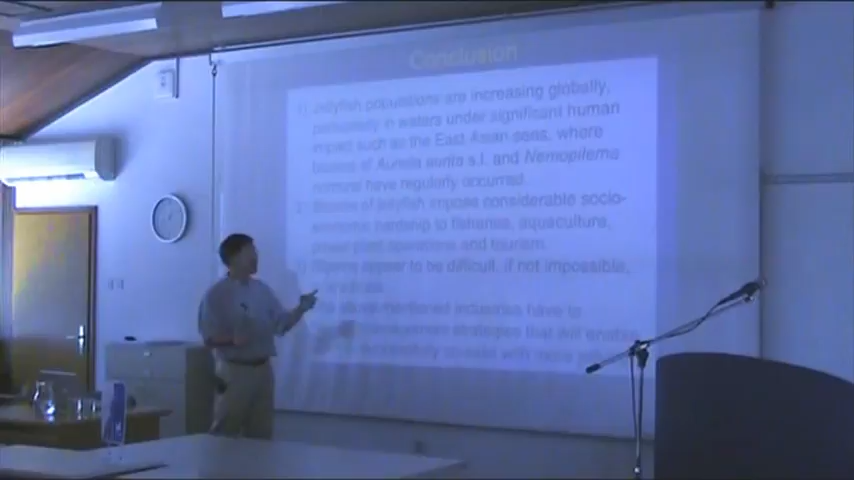 Conclusion
1) Jellyfish populations are increasing globally,
particularly in waters under significant human
impact such as the East Asian seas, where
blooms of Aurelia aurita s.l. and Nemopilema
nomurai have regularly occurred.
Blooms of jellyfish impose considerable socio-
economic hardship to fisheries, aquaculture,
power plant operations and tourism.
appear to be difficult, if not impossible,
above-mentioned industries have to
development strategies that will enable
successfully